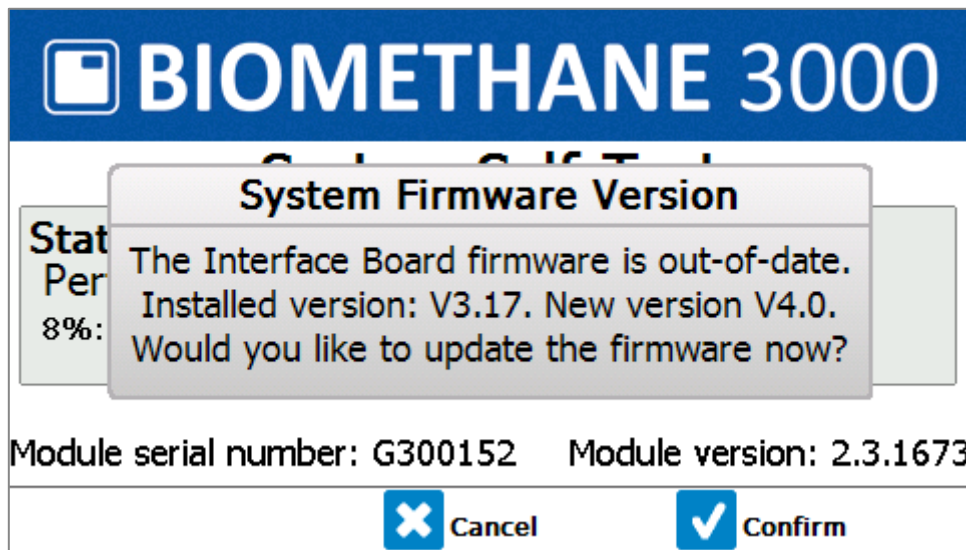 BIOMETHANE 3000
System Firmware Version
Stat
The Interface Board firmware is out-of-date.
Per
Installed version: V3.17. New version V4.0.
8%:
Would you like to update the firmware now?
Module serial number: G300152 Module version: 2.3.1673
Cancel Confirm